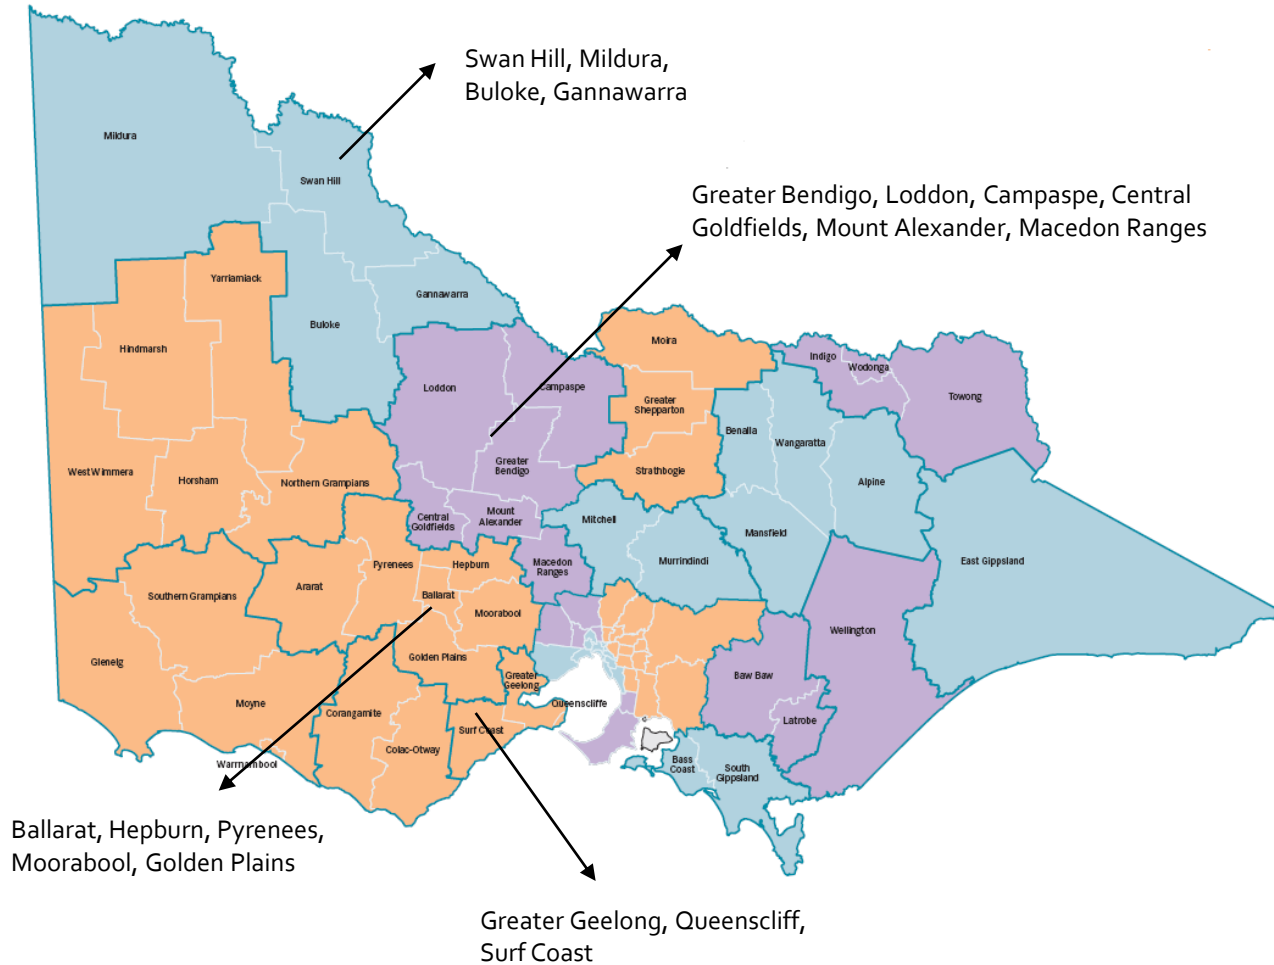 Swan Hill, Mildura,
Buloke, Gannawarra
Mildura
Swan Hill
Greater Bendigo, Loddon, Campaspe, Central
Goldfields, Mount Alexander, Macedon Ranges
Yarriamiack
Gannawarra
Buloke
Hindmarsh
Moira
Indigo
Wodonga
Loddon
Campaspe
Towong
Greater
Shepparton
Benalla
Wangaratta
West Wimmera
Horsham
Northern Grampians
Greater
Bendigo
Strathbogie
Alpine
Central
Goldfields
Mount
Alexander
Mitchell
Mansfield
Pyrenees
Hepburn
Macedon
Ranges
Murrindindi
East Gippsland
Southern Grampians
Ararat
Ballarat
Moorabool
Wellington
Glenelg
Golden Plains
Greater
Geelong
Baw Baw
Moyne
Corangamite
Queenscliffe
Surf Coast
Latrobe
Colac-Otway
Warrnambool
Bass
Coast
South
Gippsland
Ballarat, Hepburn, Pyrenees,
Moorabool, Golden Plains
Greater Geelong, Queenscliff,
Surf Coast